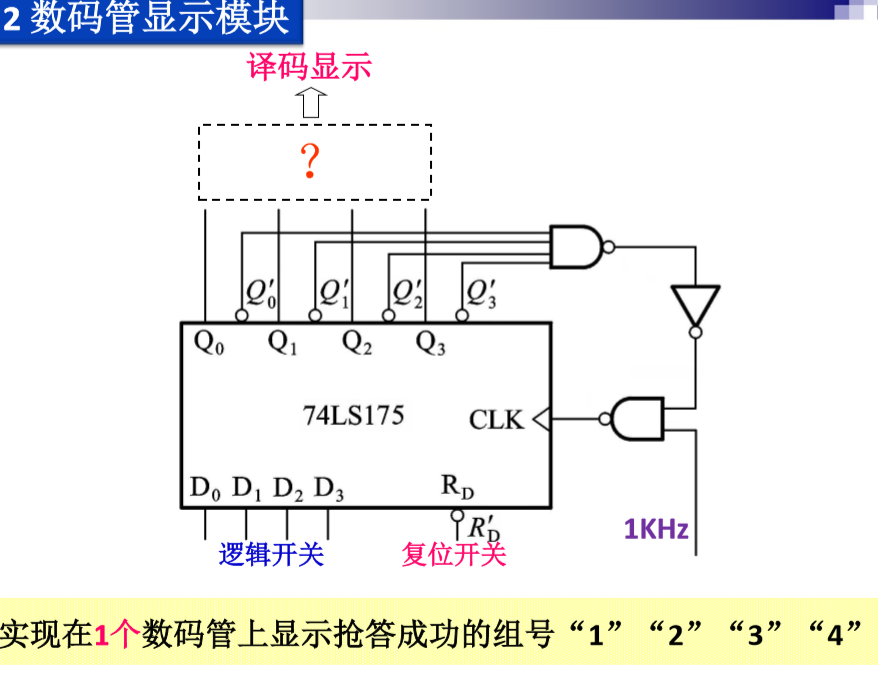 2 数码管显示模块
译码显示
?
Q′0 Q′1 Q′2 Q′3
Q0 Q1 Q2 Q3
74LS175 CLK
D0 D1 D2 D3 RD
R′D
1KHz
逻辑开关 复位开关
实现在1个数码管上显示抢答成功的组号“1”“2”“3”“4”